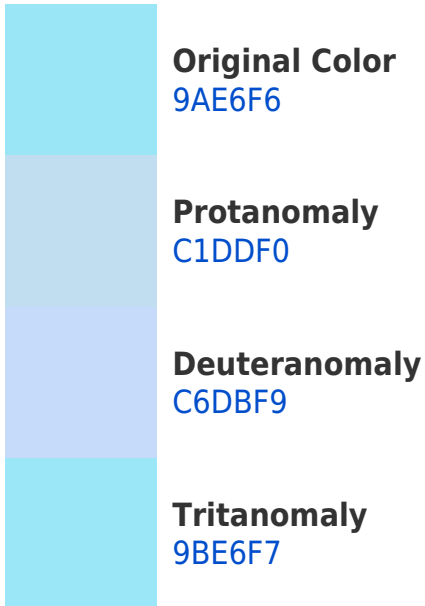 Original Color
9AE6F6
Protanomaly
C1DDF0
Deuteranomaly
C6DBF9
Tritanomaly
9BE6F7